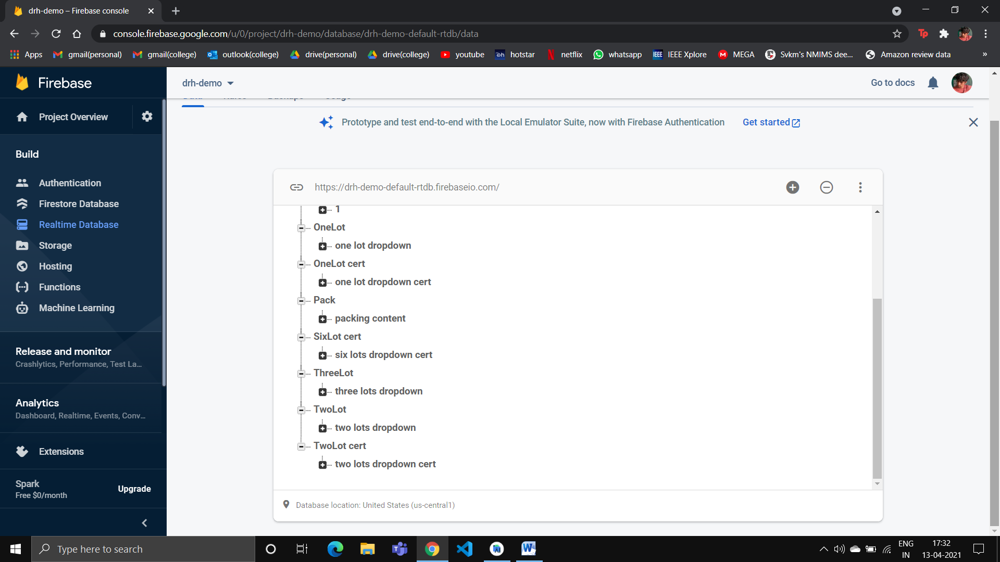 drh-demo – Firebase console
console.firebase.google.com/u/0/project/drh-demo/database/drh-demo-default-rtdb/data
Apps gmail(personal) gmail(college) outlook(college) drive(personal) drive(college) youtube hotstar netflix whatsapp IEEE Xplore MEGA Svkm's NMIMS dee... Amazon review data »
Firebase
drh-demo
Go to docs
Data Rules Backups Usage
Project Overview
Prototype and test end-to-end with the Local Emulator Suite, now with Firebase Authentication Get started
Build
Authentication
Firestore Database
Realtime Database
Storage
Hosting
Functions
Machine Learning
Release and monitor
Crashlytics, Performance, Test La...
Analytics
Dashboard, Realtime, Events, Conv...
Extensions
Spark
Free $0/month
Upgrade
https://drh-demo-default-rtdb.firebaseio.com/
1
OneLot
one lot dropdown
OneLot cert
one lot dropdown cert
Pack
packing content
SixLot cert
six lots dropdown cert
ThreeLot
three lots dropdown
TwoLot
two lots dropdown
TwoLot cert
two lots dropdown cert
Database location: United States (us-central1)
Type here to search
ENG
IN
17:32
13-04-2021